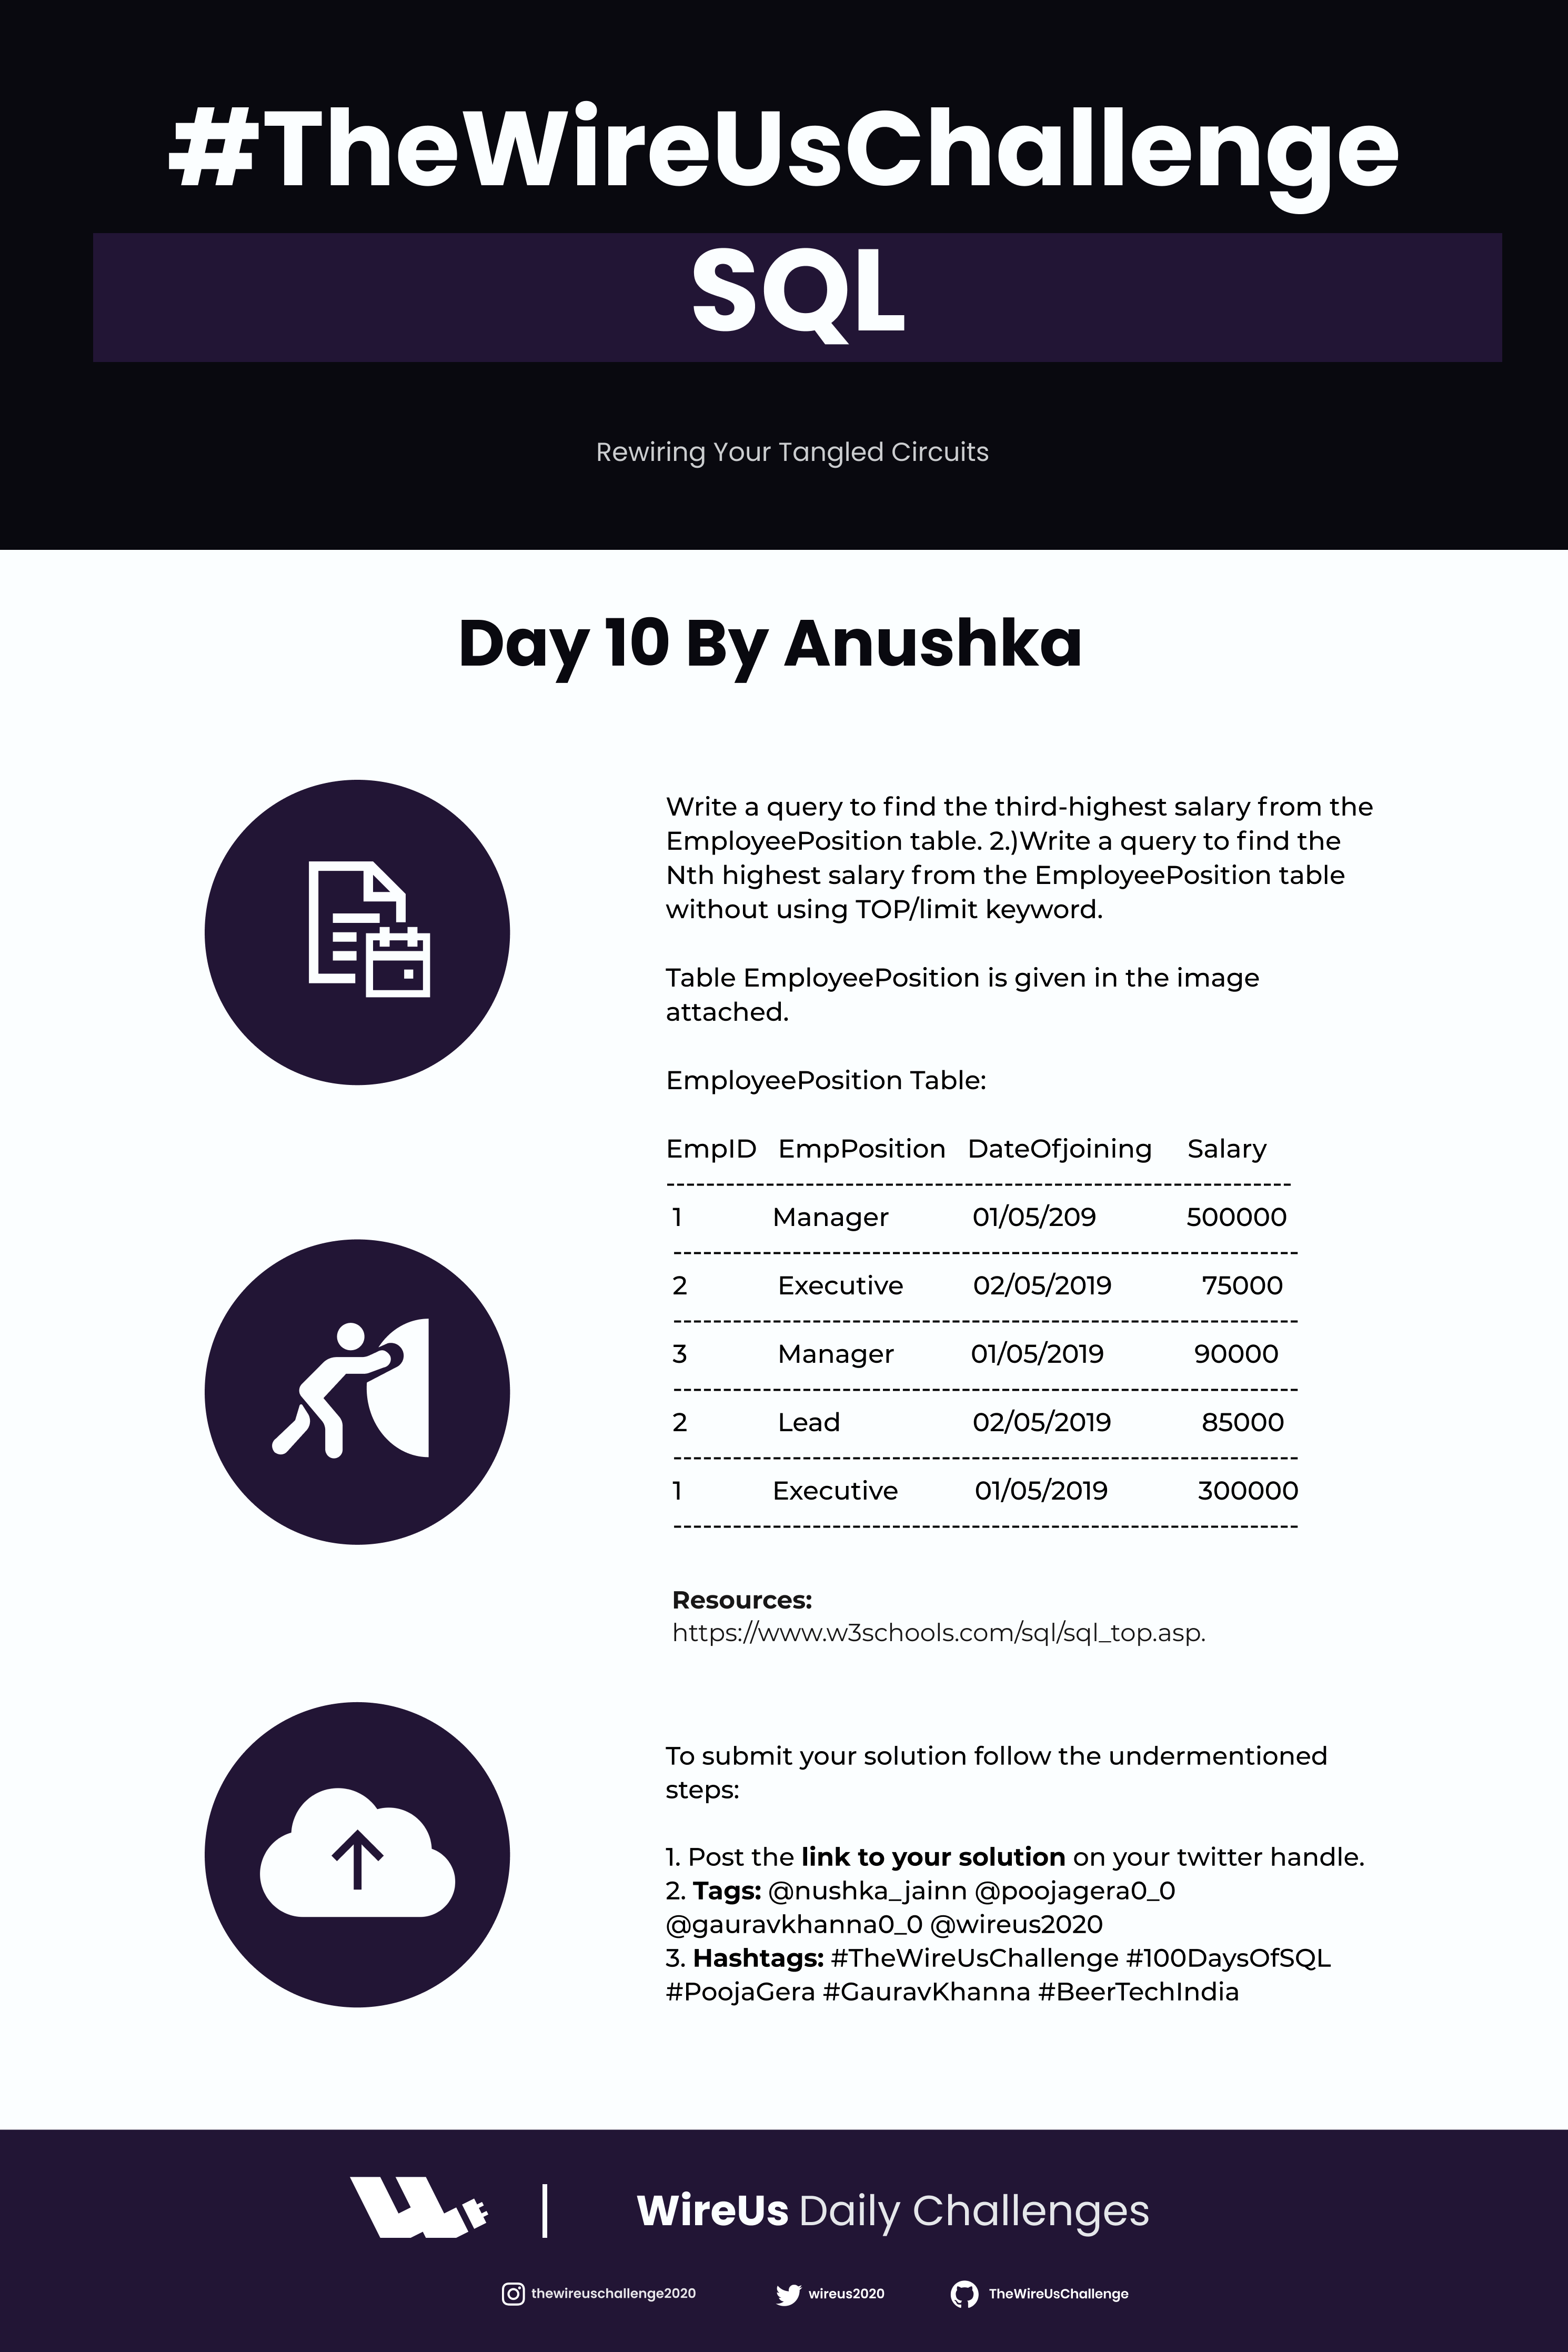 #TheWireUsChallenge
SQL
Rewiring Your Tangled Circuits
Day 10 By Anushka
Write a query to find the third-highest salary from the
EmployeePosition table. 2.)Write a query to find the
Nth highest salary from the EmployeePosition table
without using TOP/limit keyword.
Table EmployeePosition is given in the image
attached.
EmployeePosition Table:
EmpID EmpPosition DateOfjoining Salary
---------------------------------------------------------------
1 Manager 01/05/209 500000
---------------------------------------------------------------
2 Executive 02/05/2019 75000
---------------------------------------------------------------
3 Manager 01/05/2019 90000
---------------------------------------------------------------
2 Lead 02/05/2019 85000
---------------------------------------------------------------
1 Executive 01/05/2019 300000
---------------------------------------------------------------
Resources:
https://www.w3schools.com/sql/sql_top.asp.
To submit your solution follow the undermentioned
steps:
1. Post the link to your solution on your twitter handle.
2. Tags: @nushka_jainn @poojagera0_0
@gauravkhanna0_0 @wireus2020
3. Hashtags: #TheWireUsChallenge #100DaysOfSQL
#PoojaGera #GauravKhanna #BeerTechIndia
WireUs Daily Challenges
thewireuschallenge2020 wireus2020 TheWireUsChallenge